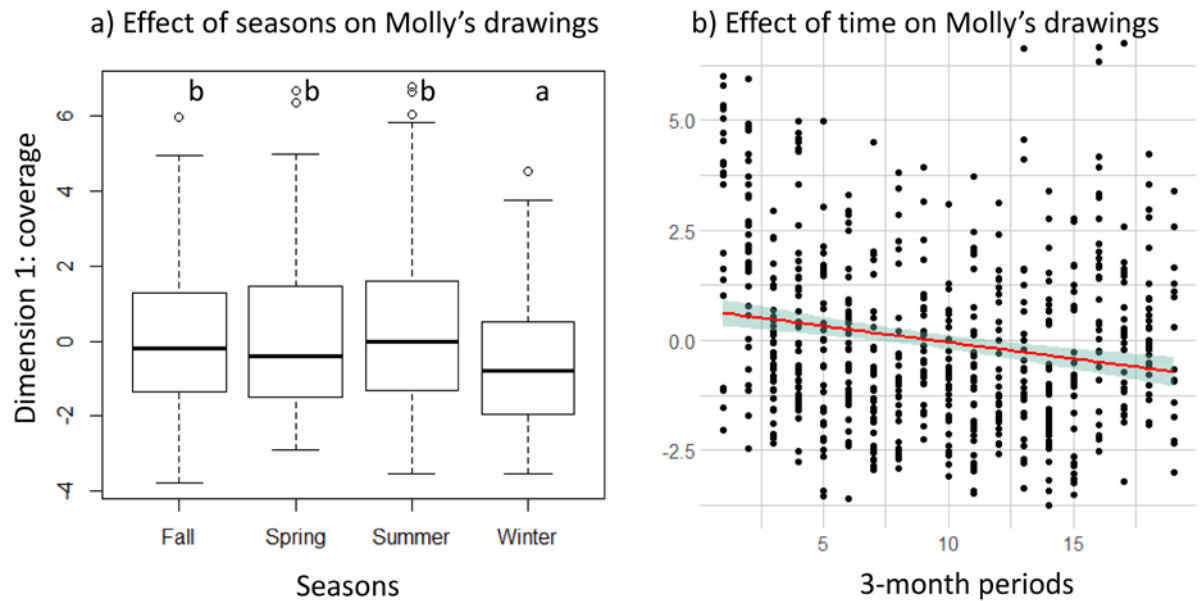 a) Effect of seasons on Molly’s drawings
b b b a
6
4
2
0
-2
-4
Dimension 1: coverage
Fall Spring Summer Winter
Seasons
b) Effect of time on Molly’s drawings
5.0
2.5
0.0
-2.5
5 10 15
3-month periods